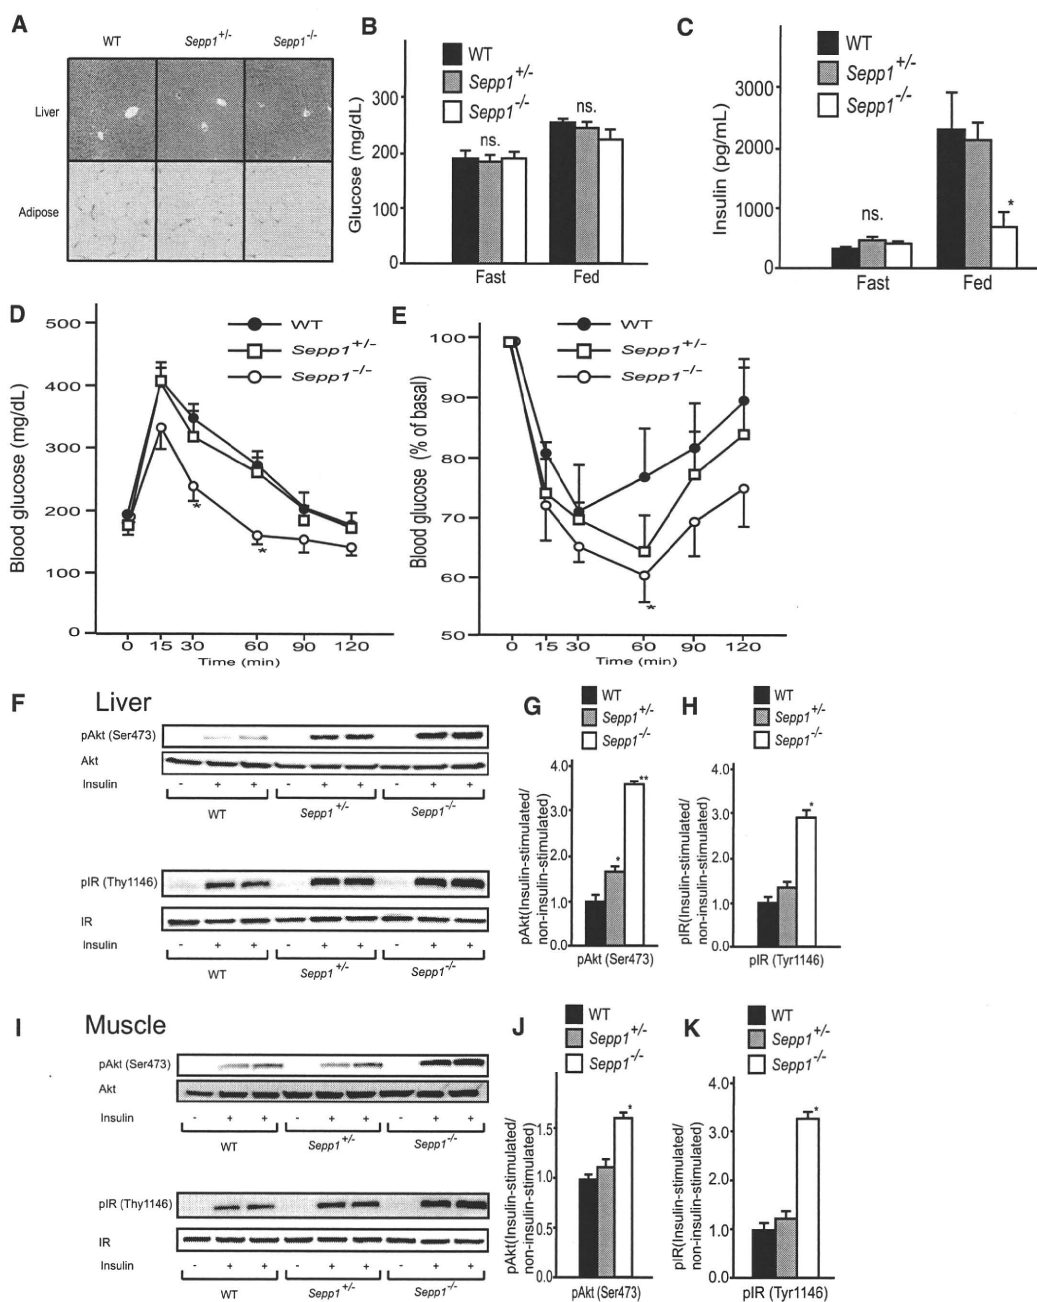 A
WT
Sepp1+/-
Sepp1-/-
Liver
Adipose
B
WT
Sepp1+/-
Sepp1-/-
Glucose (mg/dL)
300
200
100
0
ns.
ns.
Fast
Fed
C
WT
Sepp1+/-
Sepp1-/-
Insulin (pg/mL)
3000
2000
1000
0
ns.
*
Fast
Fed
D
WT
Sepp1+/-
Sepp1-/-
Blood glucose (mg/dL)
500
400
300
200
100
0
*
*
0 15 30 60 90 120
Time (min)
E
WT
Sepp1+/-
Sepp1-/-
Blood glucose (% of basal)
100
90
80
70
60
50
*
0 15 30 60 90 120
Time (min)
F
Liver
pAkt (Ser473)
Akt
Insulin - + + - + + - + +
WT Sepp1+/- Sepp1-/-
pIR (Thy1146)
IR
Insulin - + + - + + - + +
WT Sepp1+/- Sepp1-/-
G
WT
Sepp1+/-
Sepp1-/-
pAkt(Insulin-stimulated/
non-insulin-stimulated)
4.0
3.0
2.0
1.0
0.0
*
**
pAkt (Ser473)
H
WT
Sepp1+/-
Sepp1-/-
pIR(Insulin-stimulated/
non-insulin-stimulated)
4.0
3.0
2.0
1.0
0.0
*
pIR (Tyr1146)
I
Muscle
pAkt (Ser473)
Akt
Insulin - + + - + + - + +
WT Sepp1+/- Sepp1-/-
pIR (Thy1146)
IR
Insulin - + + - + + - + +
WT Sepp1+/- Sepp1-/-
J
WT
Sepp1+/-
Sepp1-/-
pAkt(Insulin-stimulated/
non-insulin-stimulated)
1.5
1.0
0.5
0.0
*
pAkt (Ser473)
K
WT
Sepp1+/-
Sepp1-/-
pIR(Insulin-stimulated/
non-insulin-stimulated)
4.0
3.0
2.0
1.0
0.0
*
pIR (Tyr1146)